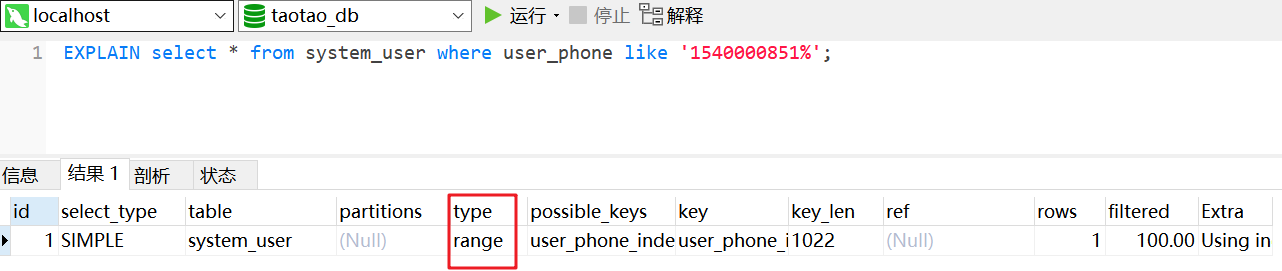 localhost taotao_db 运行 停止 解释
1 EXPLAIN select * from system_user where user_phone like '1540000851%';
信息 结果 1 剖析 状态
id select_type table partitions type possible_keys key key_len ref rows filtered Extra
1 SIMPLE system_user (Null) range user_phone_inde user_phone_i 1022 (Null) 1 100.00 Using in